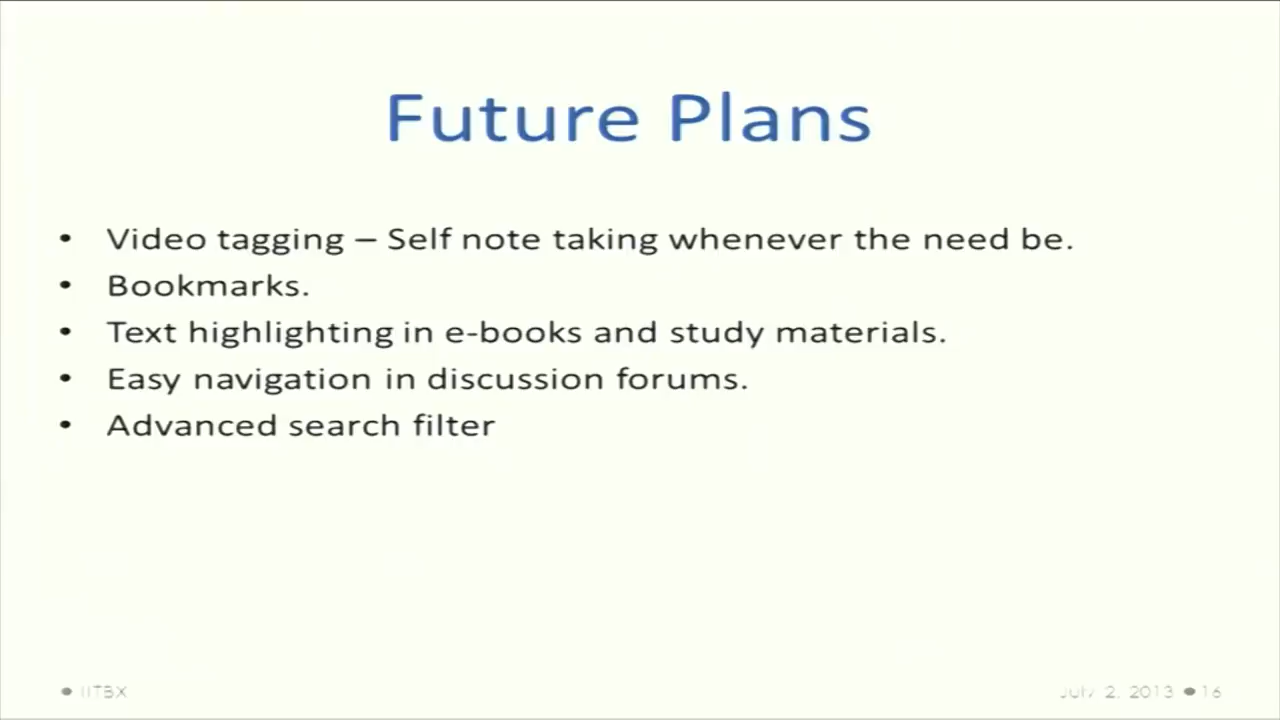 Future Plans
• Video tagging – Self note taking whenever the need be.
• Bookmarks.
• Text highlighting in e-books and study materials.
• Easy navigation in discussion forums.
• Advanced search filter
● IITBX
July 2, 2013 ● 16